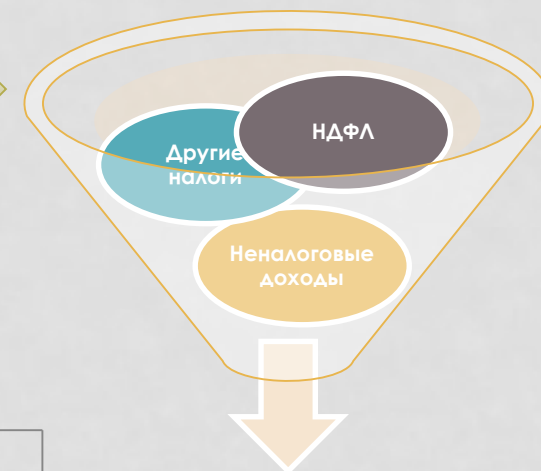 НДФЛ
Другие
налоги
Неналоговые
доходы